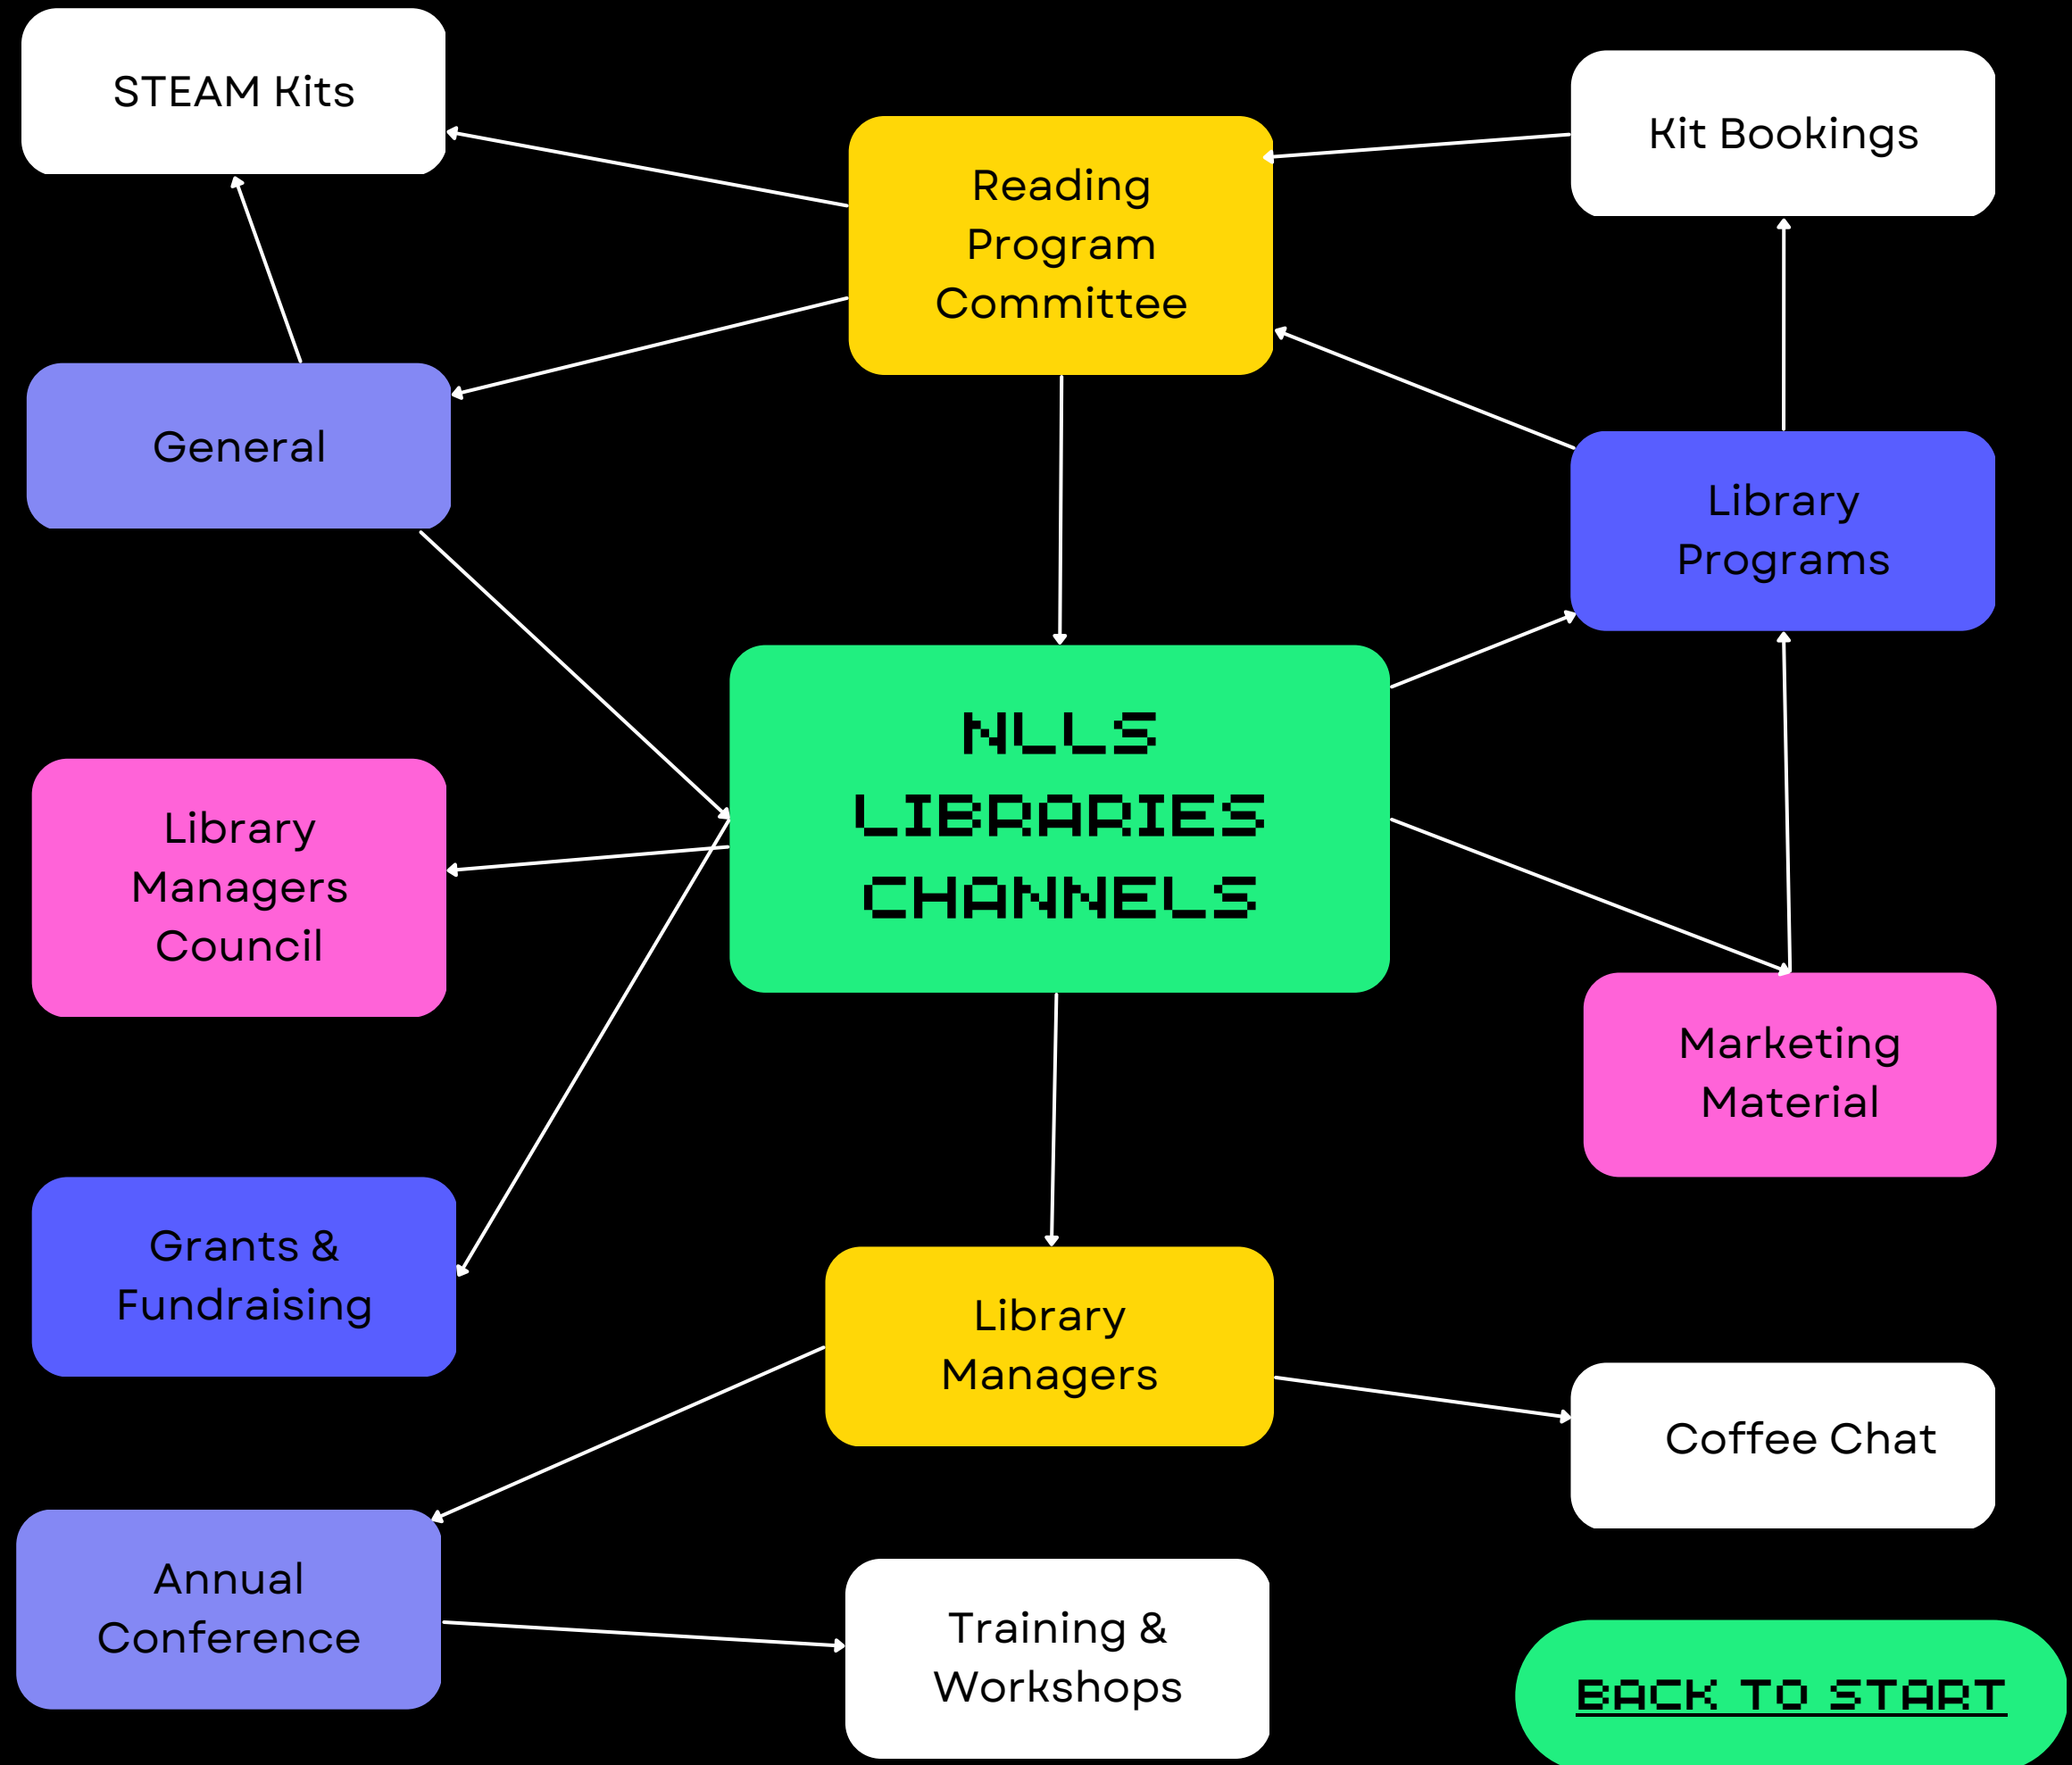 STEAM Kits
Kit Bookings
Reading
Program
Committee
General
Library
Programs
NLLS
LIBRARIES
CHANNELS
Library
Managers
Council
Marketing
Material
Grants &
Fundraising
Library
Managers
Coffee Chat
Annual
Conference
Training &
Workshops
BACK TO START